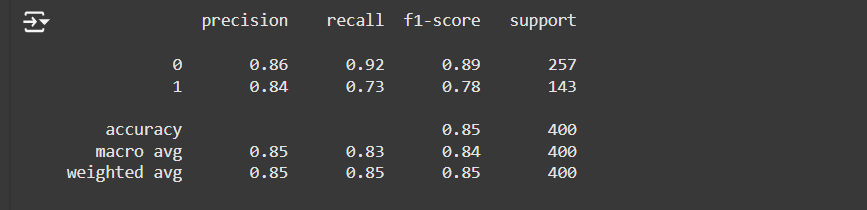 precision recall f1-score support
0 0.86 0.92 0.89 257
1 0.84 0.73 0.78 143
accuracy 0.85 400
macro avg 0.85 0.83 0.84 400
weighted avg 0.85 0.85 0.85 400